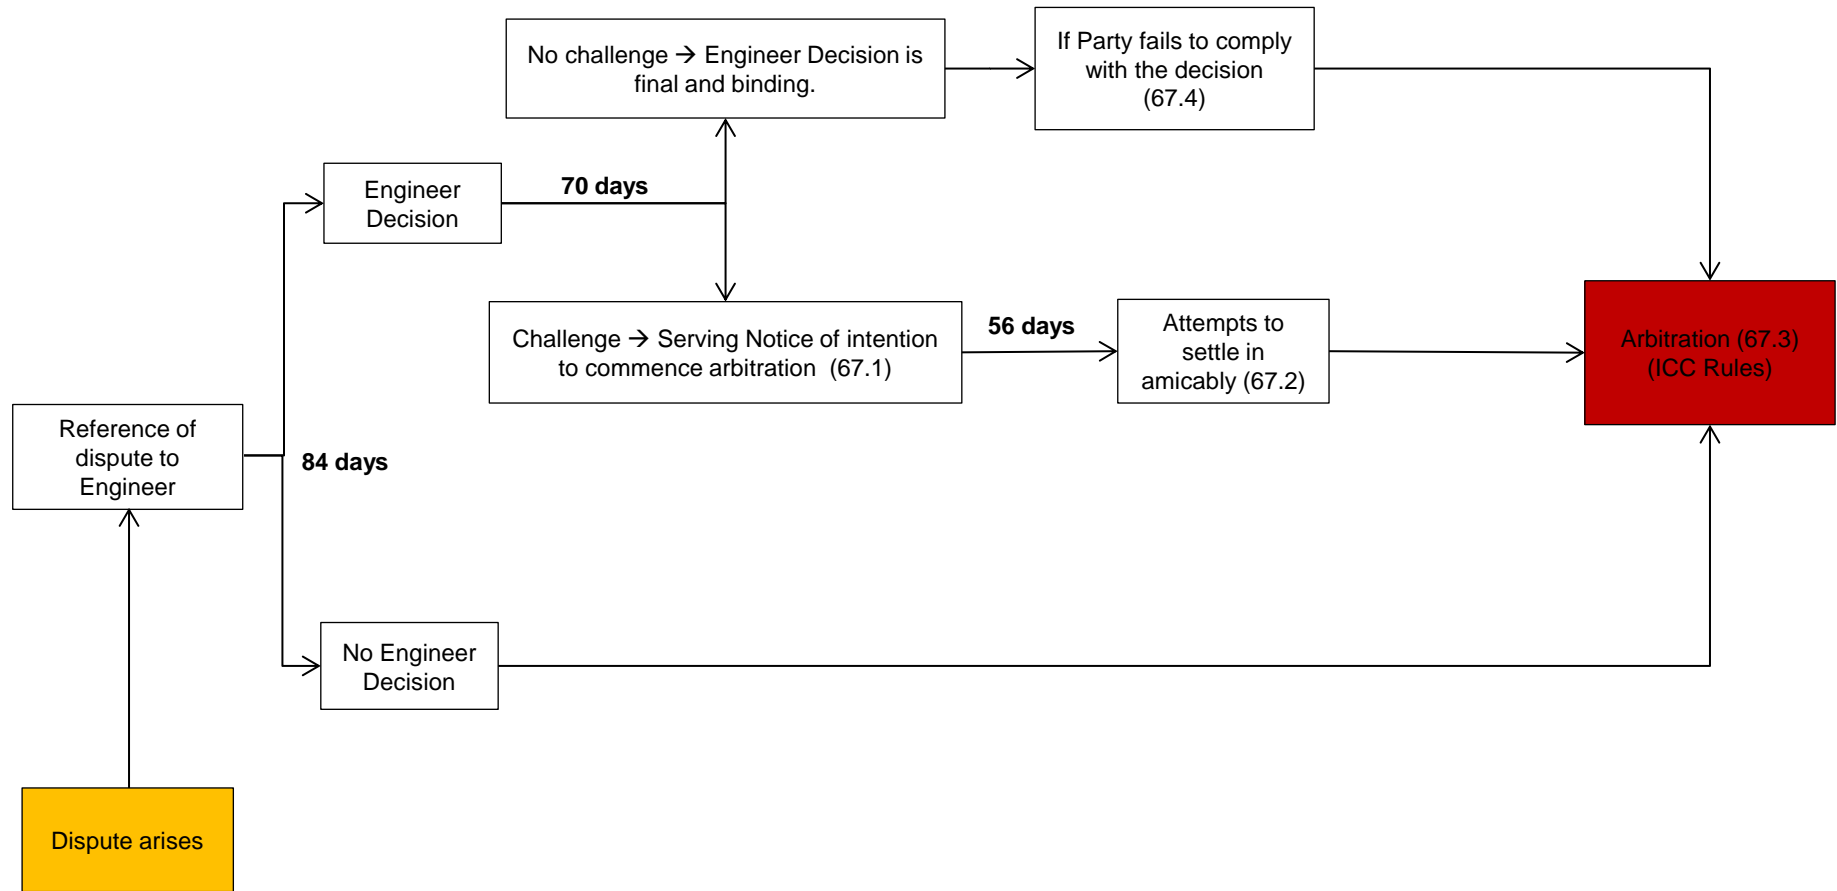 No challenge → Engineer Decision is
final and binding.
If Party fails to comply
with the decision
(67.4)
Engineer
Decision
70 days
Challenge → Serving Notice of intention
to commence arbitration (67.1)
56 days
Attempts to
settle in
amicably (67.2)
Arbitration (67.3)
(ICC Rules)
Reference of
dispute to
Engineer
84 days
No Engineer
Decision
Dispute arises